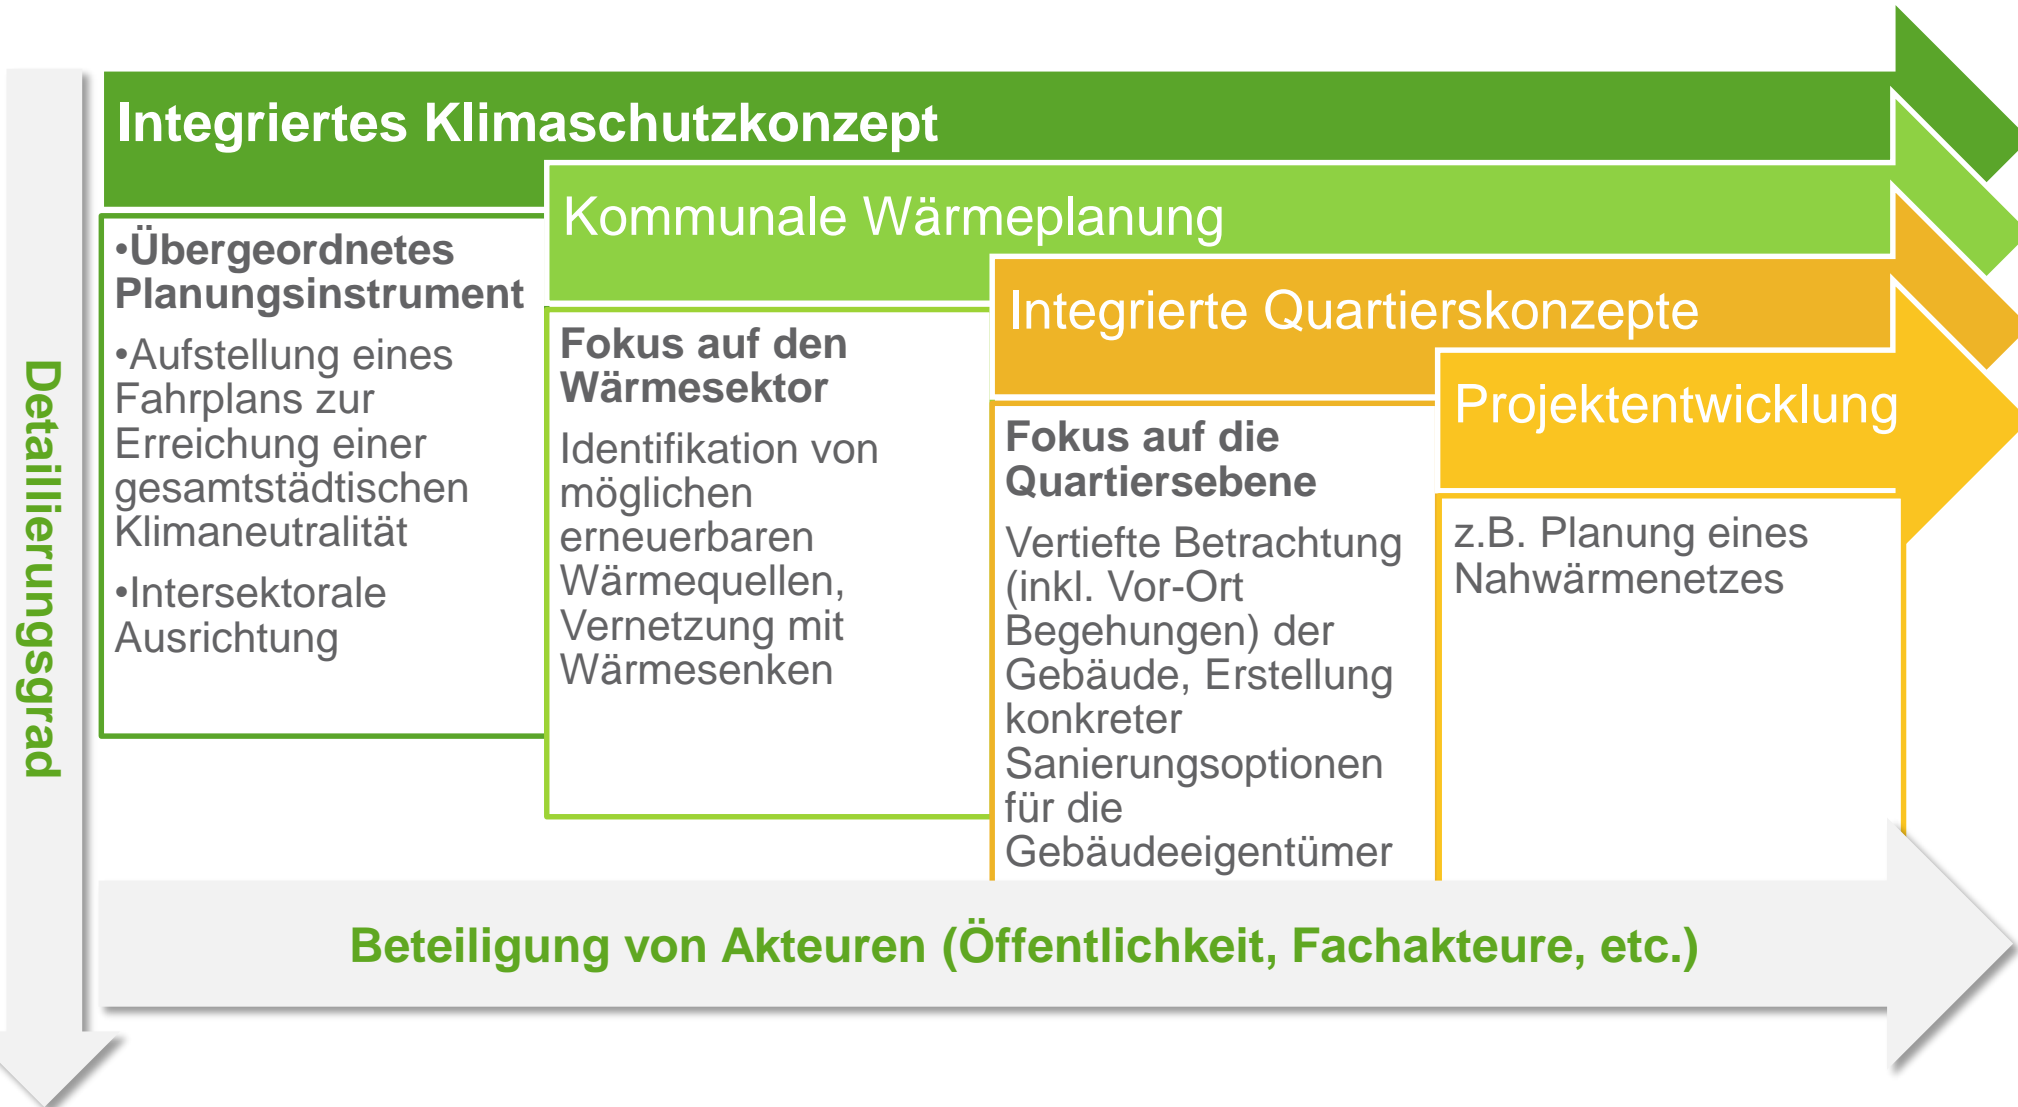 Integriertes Klimaschutzkonzept
•Übergeordnetes
Planungsinstrument
•Aufstellung eines
Fahrplans zur
Erreichung einer
gesamtstädtischen
Klimaneutralität
•Intersektorale
Ausrichtung
Kommunale Wärmeplanung
Fokus auf den
Wärmesektor
Identifikation von
möglichen
erneuerbaren
Wärmequellen,
Vernetzung mit
Wärmesenken
Integrierte Quartierskonzepte
Fokus auf die
Quartiersebene
Vertiefte Betrachtung
(inkl. Vor-Ort
Begehungen) der
Gebäude, Erstellung
konkreter
Sanierungsoptionen
für die
Gebäudeeigentümer
Projektentwicklung
z.B. Planung eines
Nahwärmenetzes
Detaillierungsgrad
Beteiligung von Akteuren (Öffentlichkeit, Fachakteure, etc.)